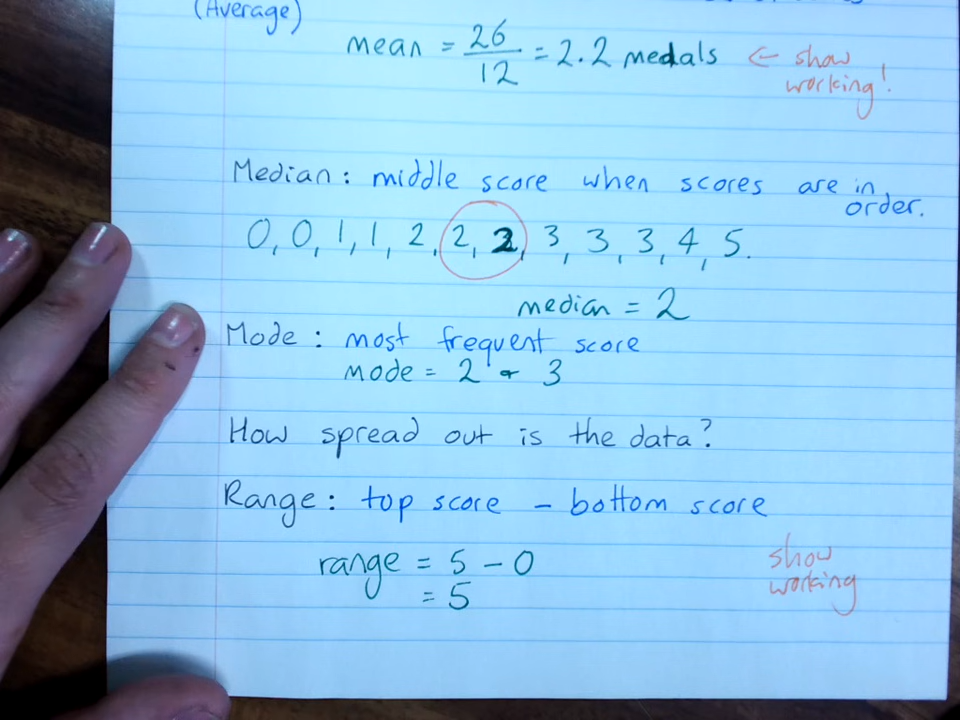 (Average)
mean = 26/12 = 2.2 medals ← show working!
Median: middle score when scores are in order.
0, 0, 1, 1, 2, 2, 2, 3, 3, 3, 4, 5.
median = 2
Mode: most frequent score
mode = 2 + 3
How spread out is the data?
Range: top score - bottom score
range = 5 - 0
= 5
show
working